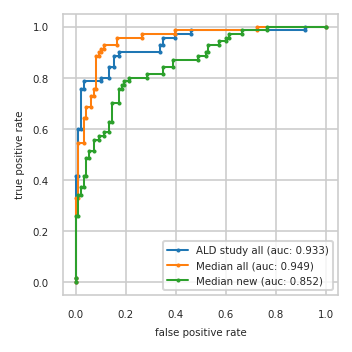 1.0
0.8
0.6
0.4
0.2
0.0
true positive rate
ALD study all (auc: 0.933)
Median all (auc: 0.949)
Median new (auc: 0.852)
0.0 0.2 0.4 0.6 0.8 1.0
false positive rate